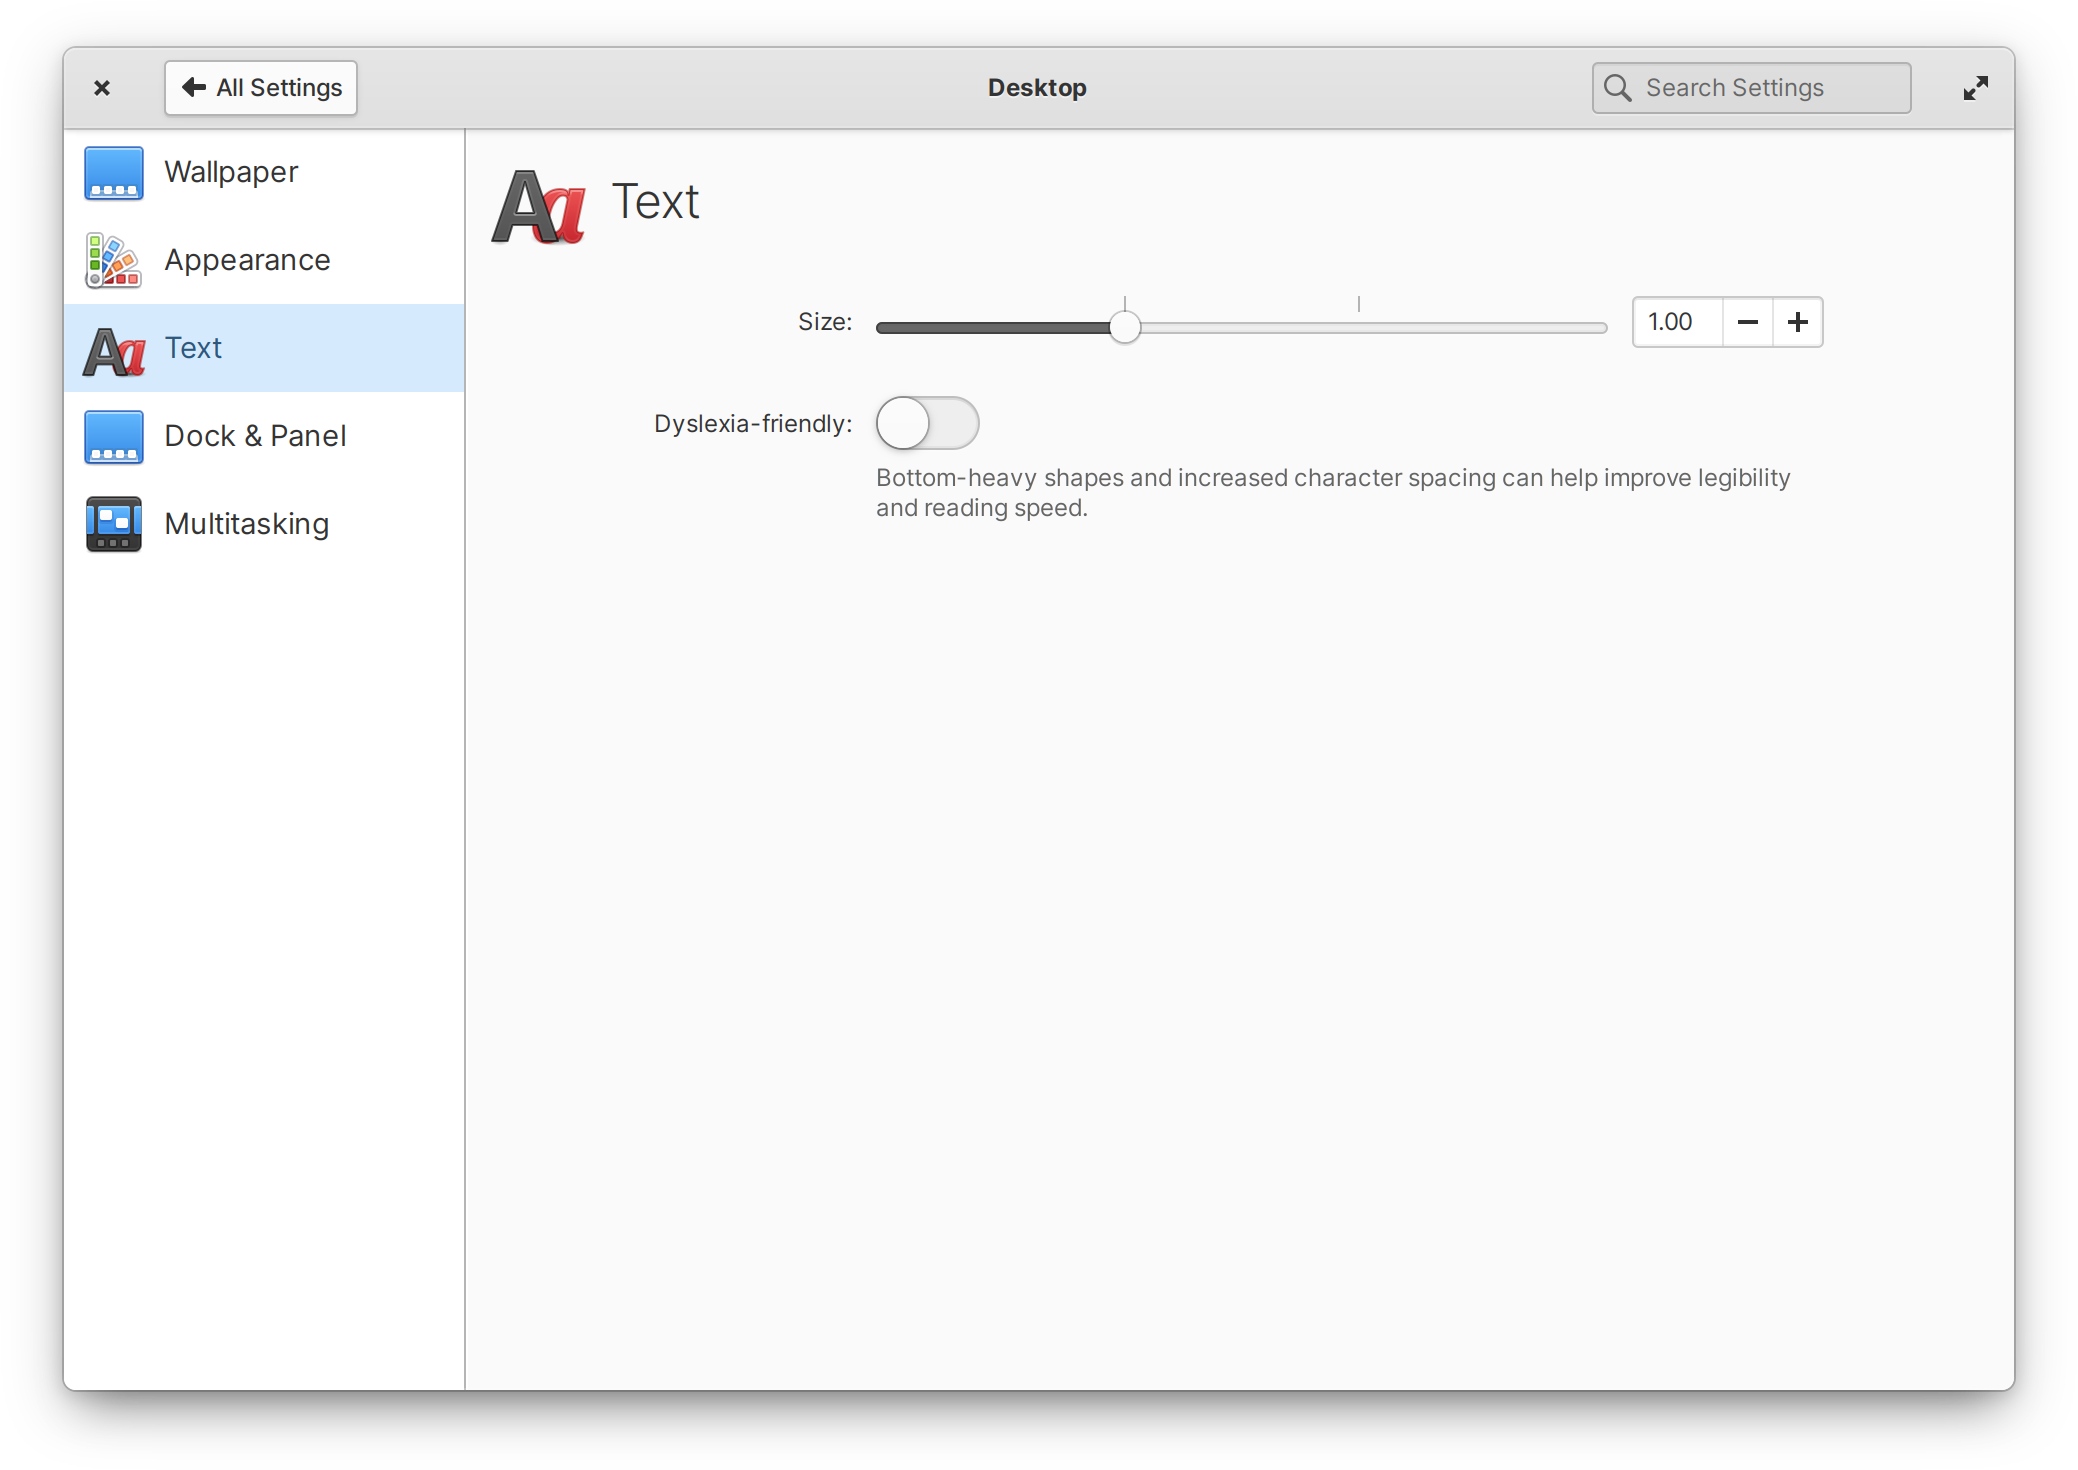 All Settings
Desktop
Search Settings
Wallpaper
Appearance
Text
Dock & Panel
Multitasking
Text
Size:
1.00
Dyslexia-friendly:
Bottom-heavy shapes and increased character spacing can help improve legibility
and reading speed.